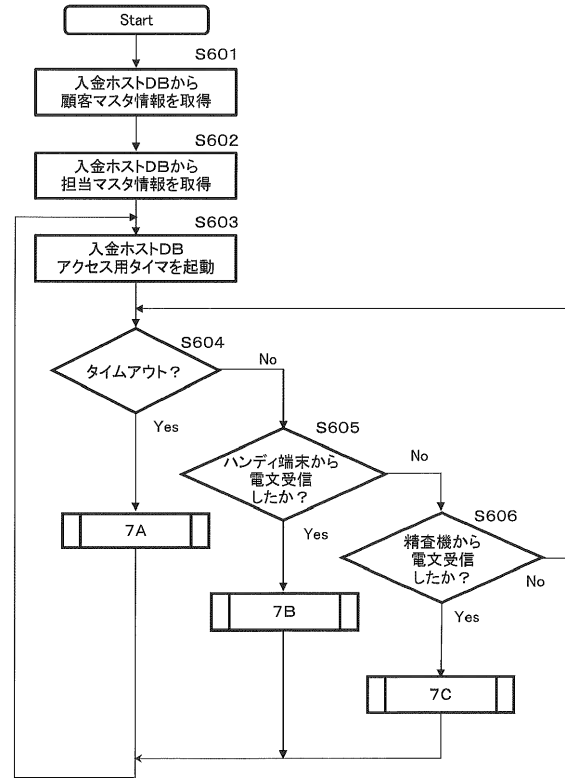 Start
S601
入金ホストDBから
顧客マスタ情報を取得
S602
入金ホストDBから
担当マスタ情報を取得
S603
入金ホストDB
アクセス用タイマを起動
S604
タイムアウト？
No
Yes
S605
ハンディ端末から
電文受信
したか？
No
Yes
S606
精査機から
電文受信
したか？
No
Yes
7A
7B
7C